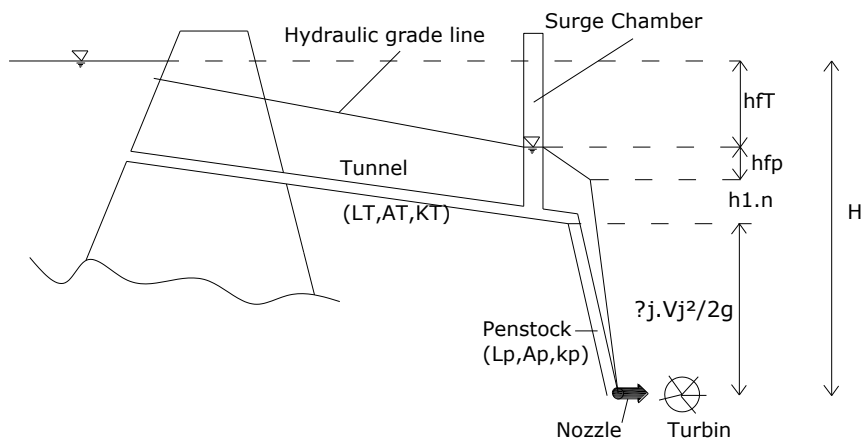 Surge Chamber
Hydraulic grade line
hfT
hfp
Tunnel
h1.n
(LT,AT,KT)
H
?j.Vj²/2g
Penstock
(Lp,Ap,kp)
Nozzle
Turbin